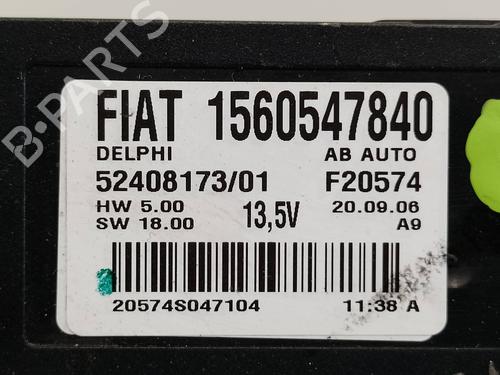 B-PARTS
FIAT 1560547840
DELPHI AB AUTO
52408173/01 F20574
HW 5.00 13,5V 20.09.06
SW 18.00 A9
20574S047104 11:38 A